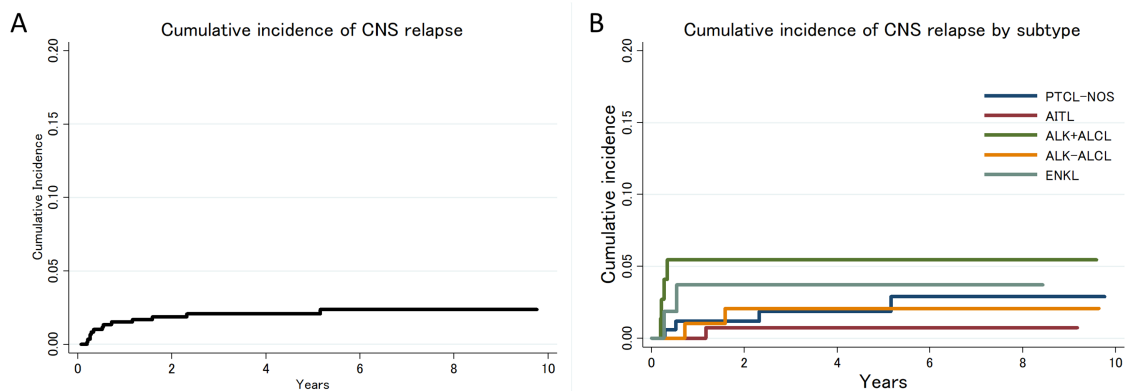 A
Cumulative incidence of CNS relapse
Cumulative Incidence
0.20
0.15
0.10
0.05
0.00
0 2 4 6 8 10
Years
B
Cumulative incidence of CNS relapse by subtype
Cumulative incidence
0.20
0.15
0.10
0.05
0.00
PTCL-NOS
AITL
ALK+ALCL
ALK-ALCL
ENKL
0 2 4 6 8 10
Years